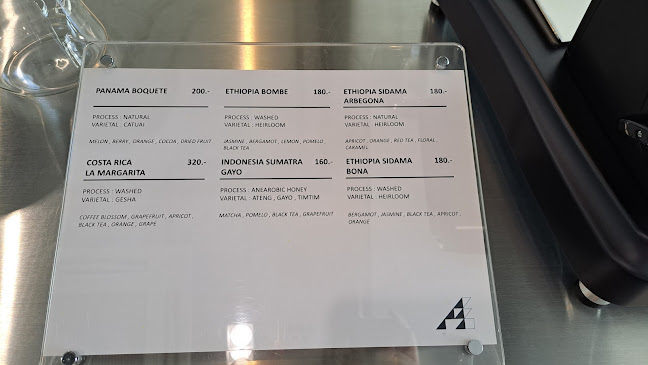 PANAMA BOQUETE 200.-
PROCESS : NATURAL
VARIETAL : CATUAI
MELON , BERRY , ORANGE , COCOA , DRIED FRUIT
ETHIOPIA BOMBE 180.-
PROCESS : WASHED
VARIETAL : HEIRLOOM
JASMINE , BERGAMOT , LEMON , POMELO ,
BLACK TEA
ETHIOPIA SIDAMA 180.-
ARBEGONA
PROCESS : NATURAL
VARIETAL : HEIRLOOM
APRICOT , ORANGE , RED TEA , FLORAL ,
CARAMEL
COSTA RICA 320.-
LA MARGARITA
PROCESS : WASHED
VARIETAL : GESHA
COFFEE BLOSSOM , GRAPEFRUIT , APRICOT ,
BLACK TEA , ORANGE , GRAPE
INDONESIA SUMATRA 160.-
GAYO
PROCESS : ANEAROBIC HONEY
VARIETAL : ATENG , GAYO , TIMTIM
MATCHA , POMELO , BLACK TEA , GRAPEFRUIT
ETHIOPIA SIDAMA 180.-
BONA
PROCESS : WASHED
VARIETAL : HEIRLOOM
BERGAMOT , JASMINE , BLACK TEA , APRICOT ,
ORANGE